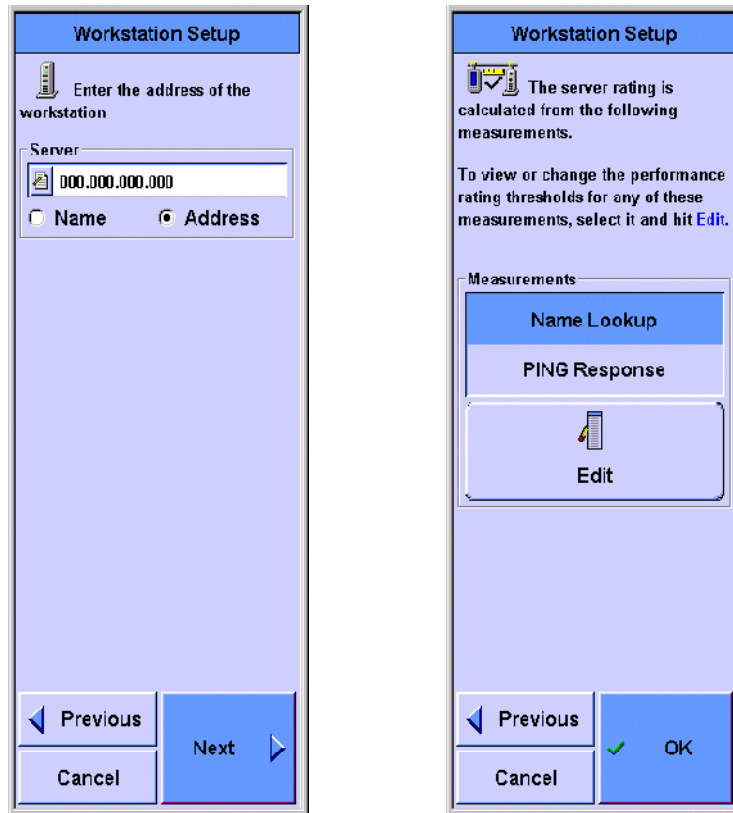 Workstation Setup
Enter the address of the
workstation
Server
000.000.000.000
Name
Address
Previous
Next
Cancel
Workstation Setup
The server rating is
calculated from the following
measurements.
To view or change the performance
rating thresholds for any of these
measurements, select it and hit Edit.
Measurements
Name Lookup
PING Response
Edit
Previous
OK
Cancel